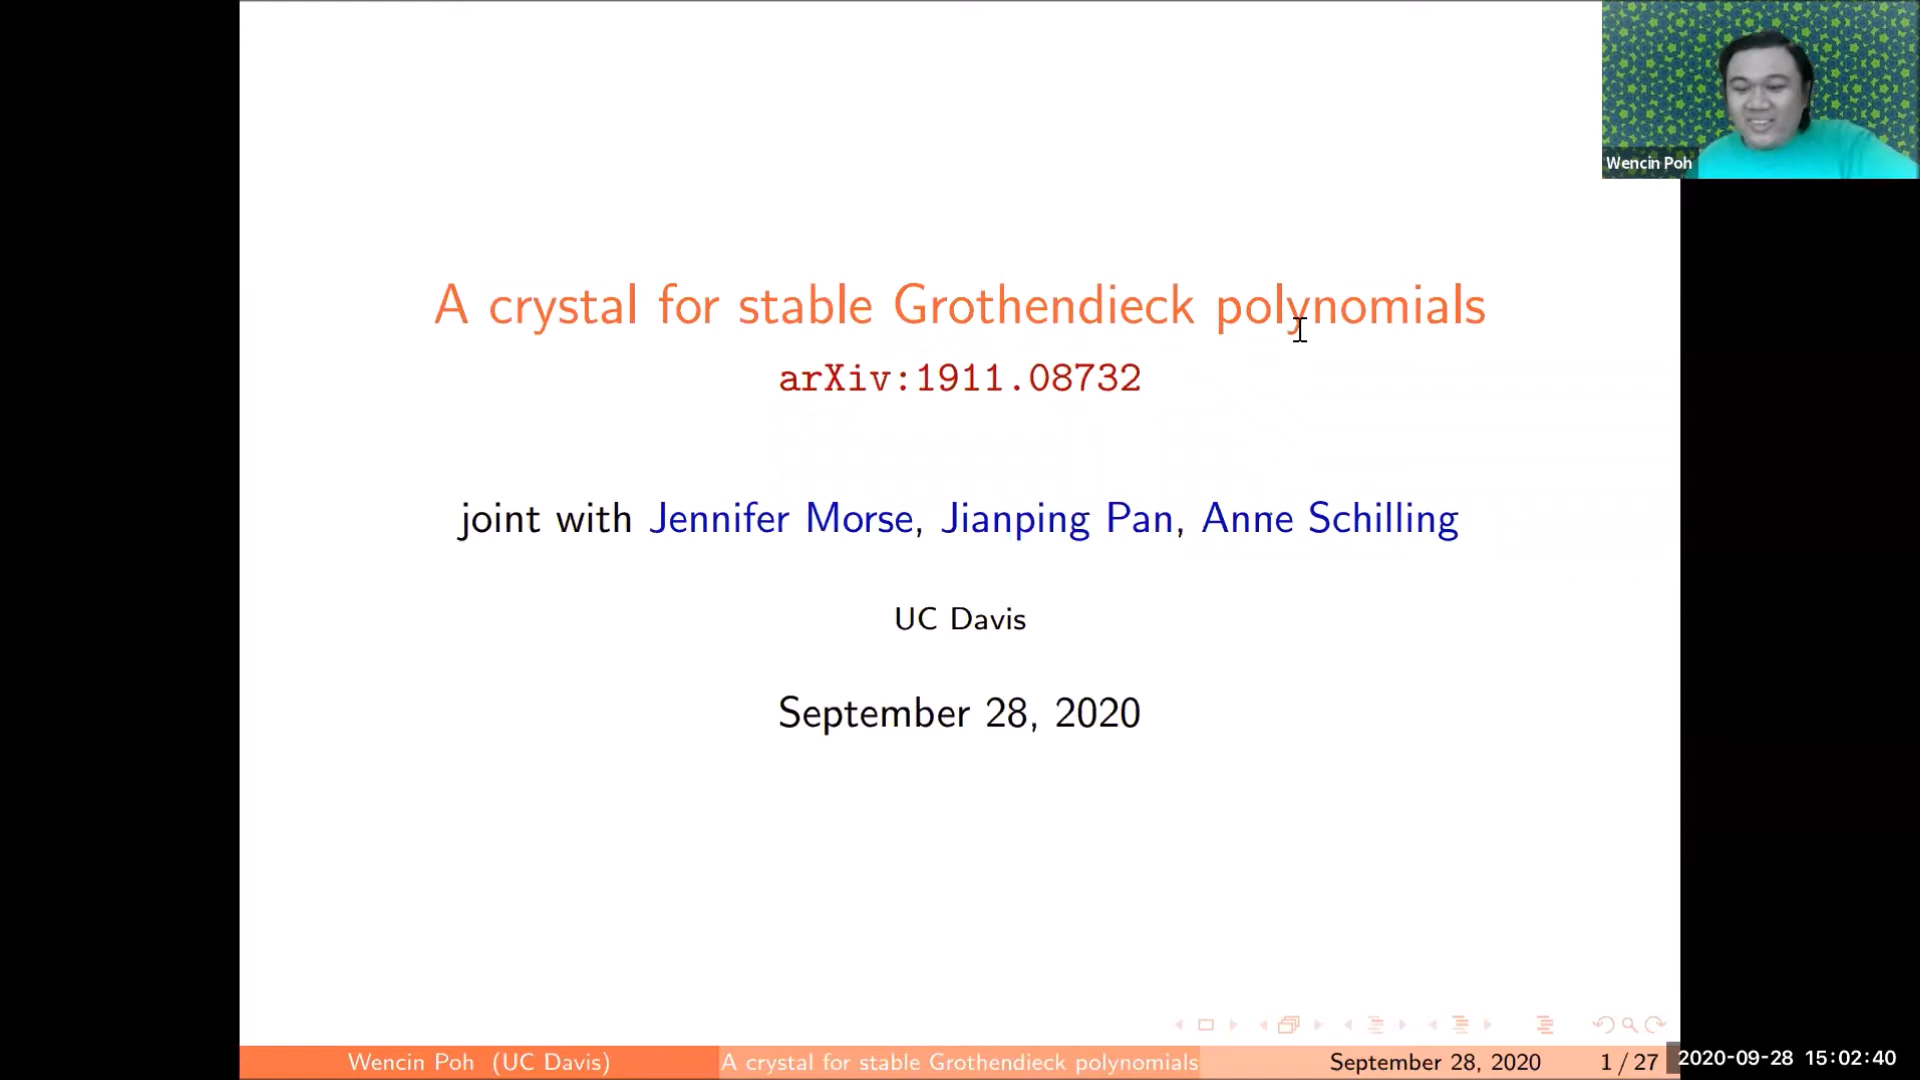 Wencin Poh
A crystal for stable Grothendieck polynomials
arXiv:1911.08732
joint with Jennifer Morse, Jianping Pan, Anne Schilling
UC Davis
September 28, 2020
Wencin Poh (UC Davis)
A crystal for stable Grothendieck polynomials
September 28, 2020
1 / 27
2020-09-28 15:02:40